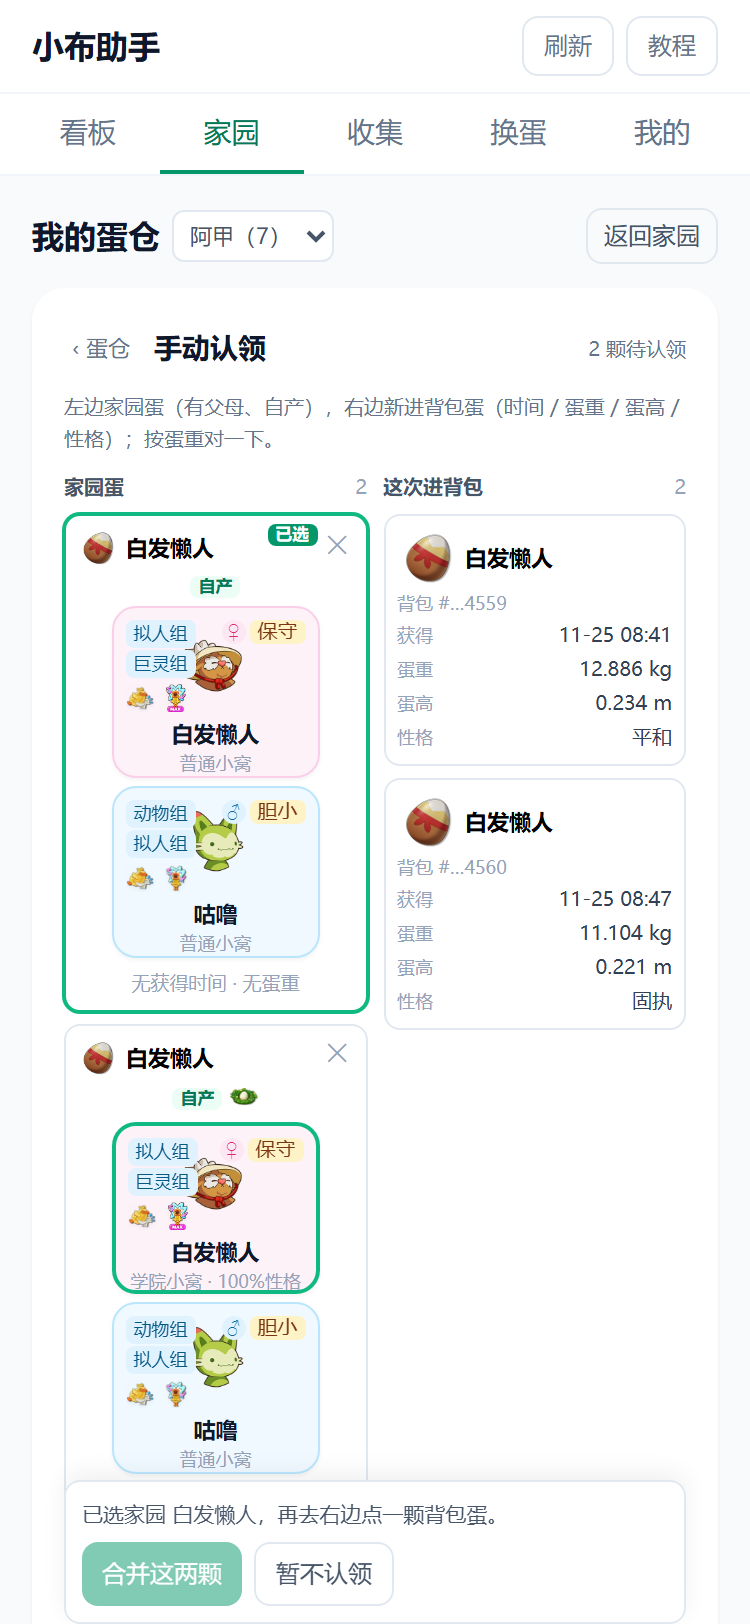 小布助手
刷新
教程
看板
家园
收集
换蛋
我的
我的蛋仓
阿甲（7）
返回家园
‹ 蛋仓
手动认领
2 颗待认领
左边家园蛋（有父母、自产），右边新进背包蛋（时间 / 蛋重 / 蛋高 /
性格）；按蛋重对一下。
家园蛋 2
白发懒人
已选
自产
拟人组
♀
保守
巨灵组
MAX
白发懒人
普通小窝
动物组
♂
胆小
拟人组
咕噜
普通小窝
无获得时间 · 无蛋重
白发懒人
自产
拟人组
♀
保守
巨灵组
MAX
白发懒人
学院小窝 · 100%性格
动物组
♂
胆小
拟人组
咕噜
普通小窝
这次进背包 2
白发懒人
背包 #...4559
获得 11-25 08:41
蛋重 12.886 kg
蛋高 0.234 m
性格 平和
白发懒人
背包 #...4560
获得 11-25 08:47
蛋重 11.104 kg
蛋高 0.221 m
性格 固执
已选家园 白发懒人，再去右边点一颗背包蛋。
合并这两颗
暂不认领